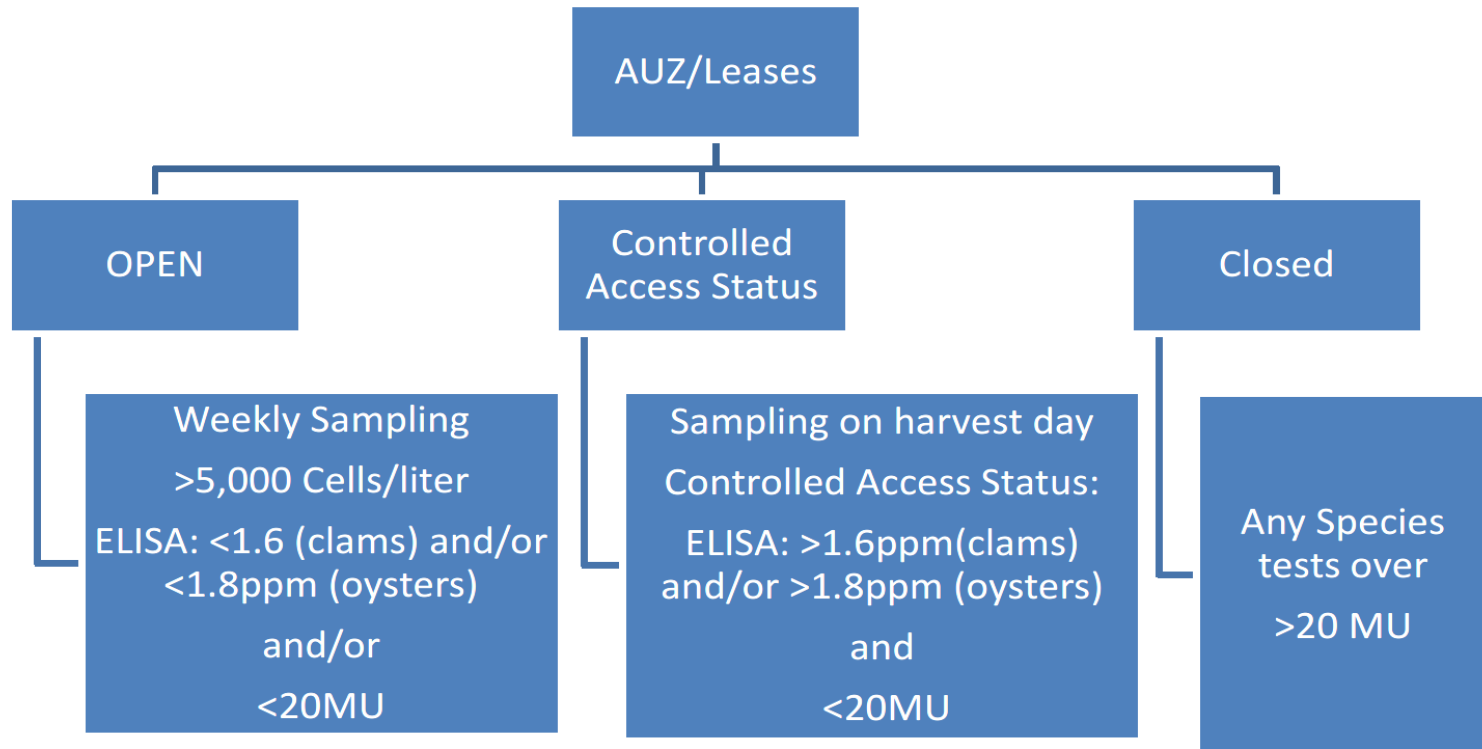 AUZ/Leases
OPEN
Controlled
Access Status
Closed
Weekly Sampling
>5,000 Cells/liter
ELISA: <1.6 (clams) and/or
<1.8ppm (oysters)
and/or
<20MU
Sampling on harvest day
Controlled Access Status:
ELISA: >1.6ppm(clams)
and/or >1.8ppm (oysters)
and
<20MU
Any Species
tests over
>20 MU